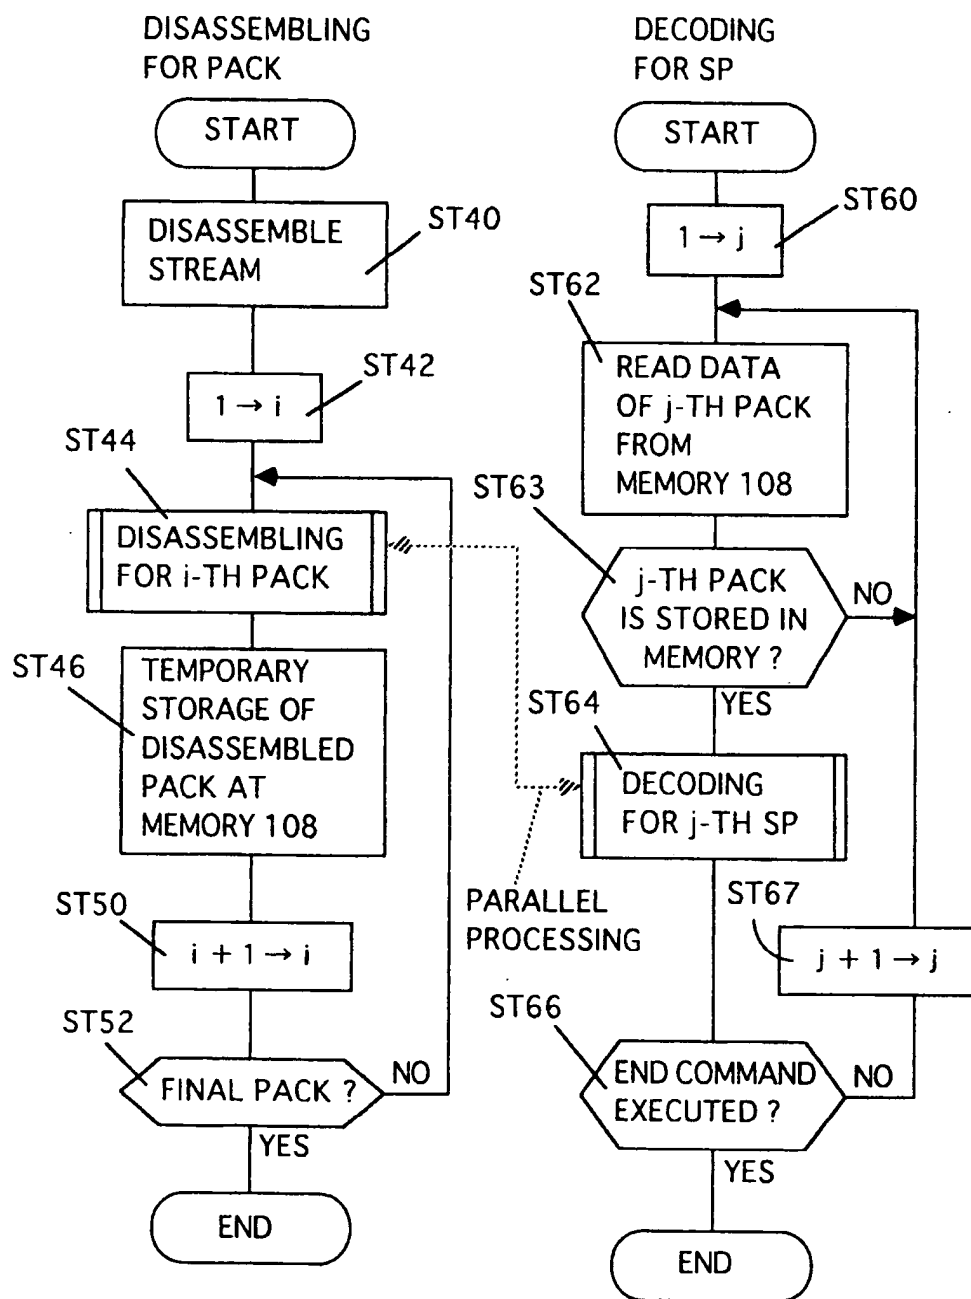 DISASSEMBLING
FOR PACK
START
ST40
DISASSEMBLE
STREAM
ST42
1 → i
ST44
DISASSEMBLING
FOR i-TH PACK
ST46
TEMPORARY
STORAGE OF
DISASSEMBLED
PACK AT
MEMORY 108
ST50
i + 1 → i
ST52
FINAL PACK ?
NO
YES
END
PARALLEL
PROCESSING
DECODING
FOR SP
START
ST60
1 → j
ST62
READ DATA
OF j-TH PACK
FROM
MEMORY 108
ST63
j-TH PACK
IS STORED IN
MEMORY ?
NO
YES
ST64
DECODING
FOR j-TH SP
ST67
j + 1 → j
ST66
END COMMAND
EXECUTED ?
NO
YES
END